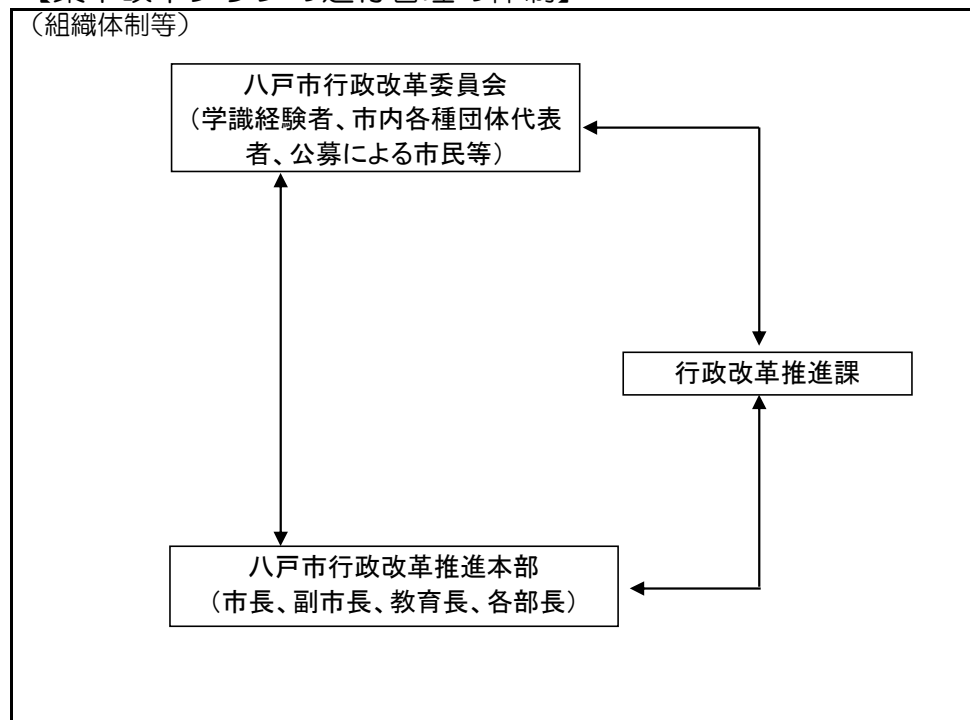 （組織体制等）
八戸市行政改革委員会
（学識経験者、市内各種団体代表
者、公募による市民等）
行政改革推進課
八戸市行政改革推進本部
（市長、副市長、教育長、各部長）